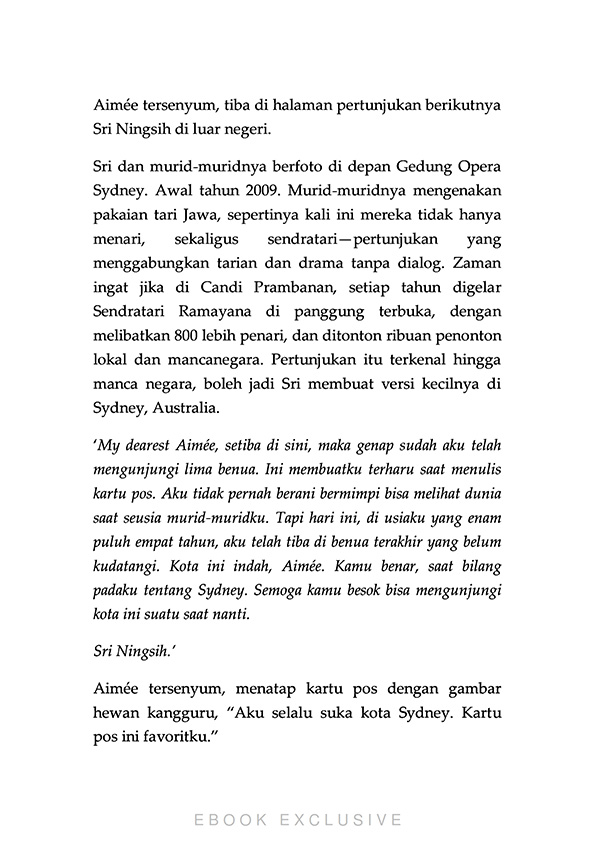 Aimée tersenyum, tiba di halaman pertunjukan berikutnya
Sri Ningsih di luar negeri.
Sri dan murid-muridnya berfoto di depan Gedung Opera
Sydney. Awal tahun 2009. Murid-muridnya mengenakan
pakaian tari Jawa, sepertinya kali ini mereka tidak hanya
menari, sekaligus sendratari—pertunjukan yang
menggabungkan tarian dan drama tanpa dialog. Zaman
ingat jika di Candi Prambanan, setiap tahun digelar
Sendratari Ramayana di panggung terbuka, dengan
melibatkan 800 lebih penari, dan ditonton ribuan penonton
lokal dan mancanegara. Pertunjukan itu terkenal hingga
manca negara, boleh jadi Sri membuat versi kecilnya di
Sydney, Australia.
‘My dearest Aimée, setiba di sini, maka genap sudah aku telah
mengunjungi lima benua. Ini membuatku terharu saat menulis
kartu pos. Aku tidak pernah berani bermimpi bisa melihat dunia
saat seusia murid-muridku. Tapi hari ini, di usiaku yang enam
puluh empat tahun, aku telah tiba di benua terakhir yang belum
kudatangi. Kota ini indah, Aimée. Kamu benar, saat bilang
padaku tentang Sydney. Semoga kamu besok bisa mengunjungi
kota ini suatu saat nanti.
Sri Ningsih.’
Aimée tersenyum, menatap kartu pos dengan gambar
hewan kangguru, “Aku selalu suka kota Sydney. Kartu
pos ini favoritku.”
EBOOK EXCLUSIVE